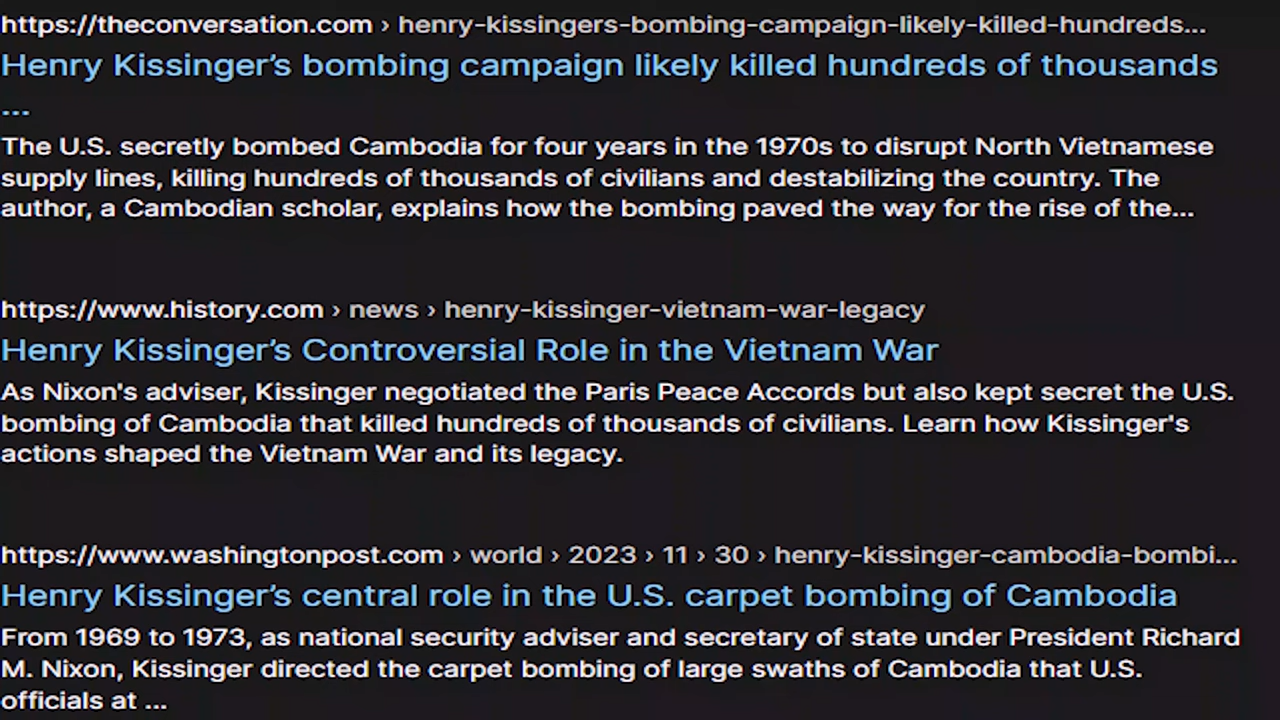 https://theconversation.com › henry-kissingers-bombing-campaign-likely-killed-hundreds...
Henry Kissinger’s bombing campaign likely killed hundreds of thousands
...
The U.S. secretly bombed Cambodia for four years in the 1970s to disrupt North Vietnamese
supply lines, killing hundreds of thousands of civilians and destabilizing the country. The
author, a Cambodian scholar, explains how the bombing paved the way for the rise of the...
https://www.history.com › news › henry-kissinger-vietnam-war-legacy
Henry Kissinger’s Controversial Role in the Vietnam War
As Nixon's adviser, Kissinger negotiated the Paris Peace Accords but also kept secret the U.S.
bombing of Cambodia that killed hundreds of thousands of civilians. Learn how Kissinger's
actions shaped the Vietnam War and its legacy.
https://www.washingtonpost.com › world › 2023 › 11 › 30 › henry-kissinger-cambodia-bombi...
Henry Kissinger’s central role in the U.S. carpet bombing of Cambodia
From 1969 to 1973, as national security adviser and secretary of state under President Richard
M. Nixon, Kissinger directed the carpet bombing of large swaths of Cambodia that U.S.
officials at ...